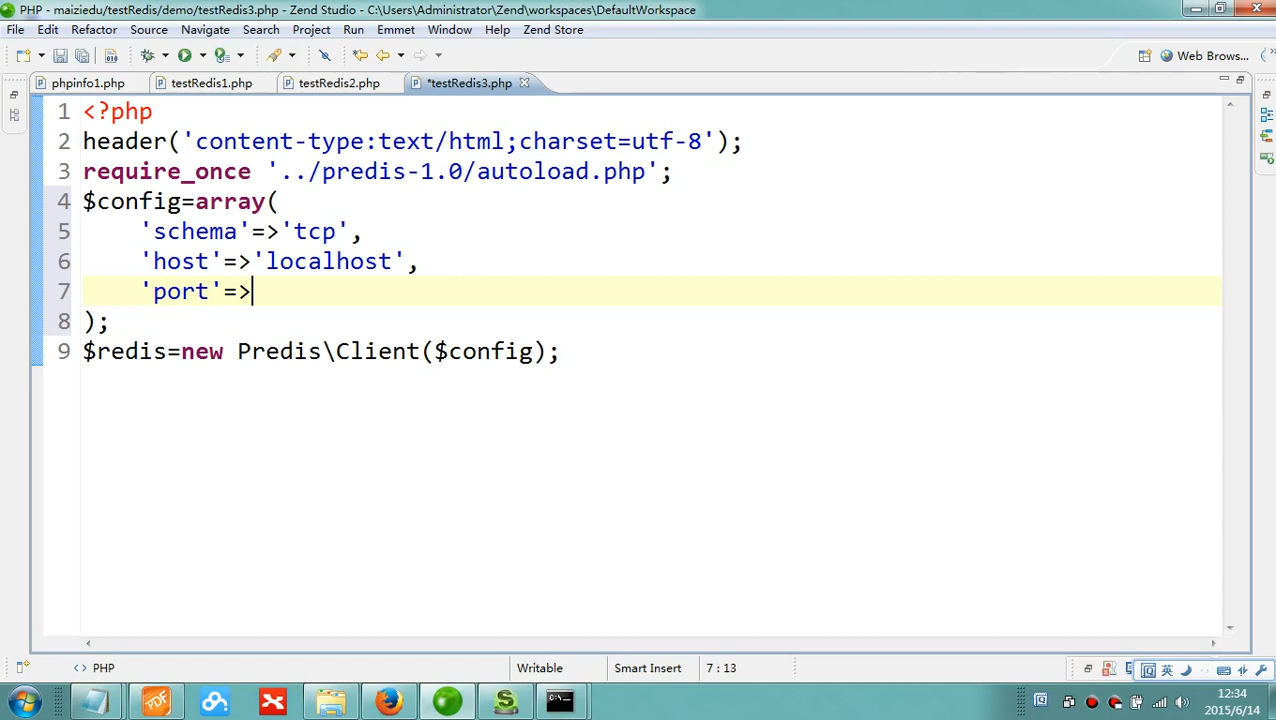 PHP - maiziedu/testRedis/demo/testRedis3.php - Zend Studio - C:\Users\Administrator\Zend\workspaces\DefaultWorkspace
File Edit Refactor Source Navigate Search Project Run Emmet Window Help Zend Store
Web Brows...
phpinfo1.php testRedis1.php testRedis2.php *testRedis3.php
1 <?php
2 header('content-type:text/html;charset=utf-8');
3 require_once '../predis-1.0/autoload.php';
4 $config=array(
5 'schema'=>'tcp',
6 'host'=>'localhost',
7 'port'=>
8 );
9 $redis=new Predis\Client($config);
<> PHP Writable Smart Insert 7 : 13 英
PDF 12:34
2015/6/14